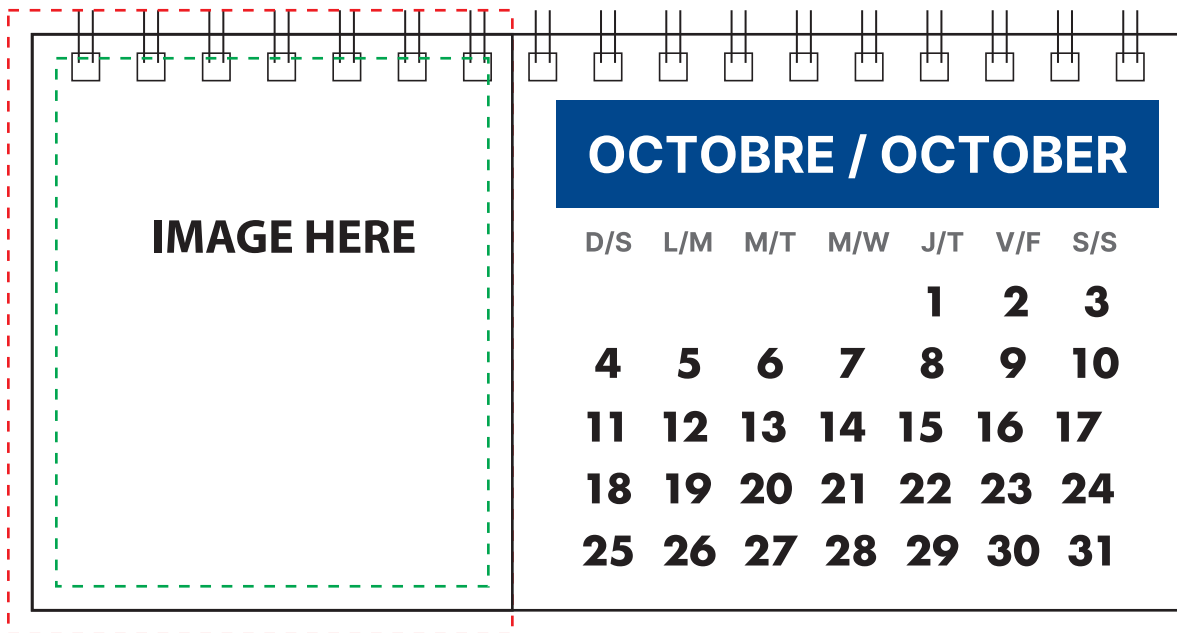 IMAGE HERE
OCTOBRE / OCTOBER
D/S L/M M/T M/W J/T V/F S/S
1 2 3
4 5 6 7 8 9 10
11 12 13 14 15 16 17
18 19 20 21 22 23 24
25 26 27 28 29 30 31